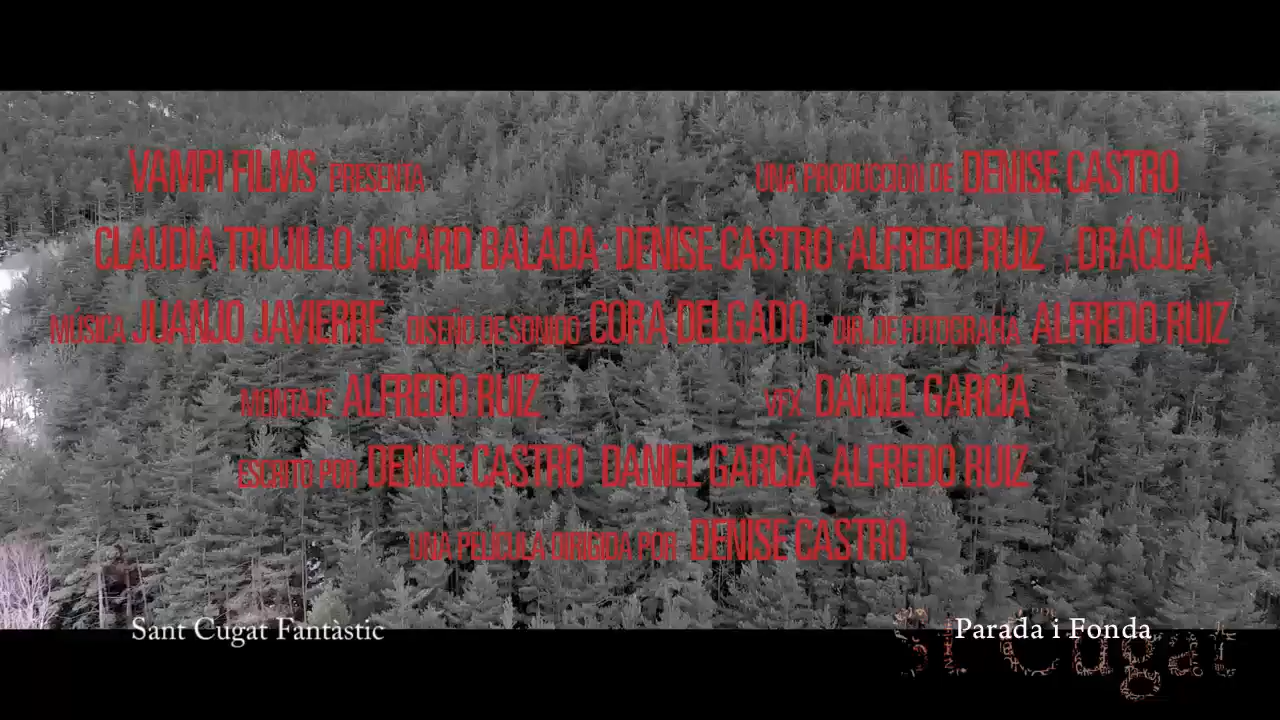 VAMPI FILMS PRESENTA UNA PRODUCCIÓN DE DENISE CASTRO
CLAUDIA TRUJILLO · RICARD BALADA · DENISE CASTRO · ALFREDO RUIZ DRÁCULA
MÚSICA JUANJO JAVIERRE DISEÑO DE SONIDO CORA DELGADO DIR. DE FOTOGRAFÍA ALFREDO RUIZ
MONTAJE ALFREDO RUIZ VFX DANIEL GARCÍA
ESCRITO POR DENISE CASTRO DANIEL GARCÍA ALFREDO RUIZ
UNA PELÍCULA DIRIGIDA POR DENISE CASTRO
Sant Cugat Fantàstic Parada i Fonda
St Cugat